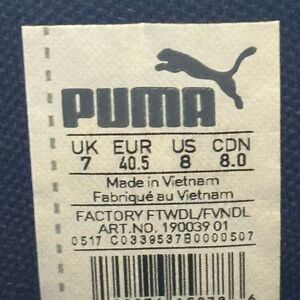 PUMA
UK EUR US CDN
7 40.5 8 8.0
Made in Vietnam
Fabriqué au Vietnam
FACTORY FTWDL/FVNDL
ART.NO. 190039 01
0517 C0339537B0000507